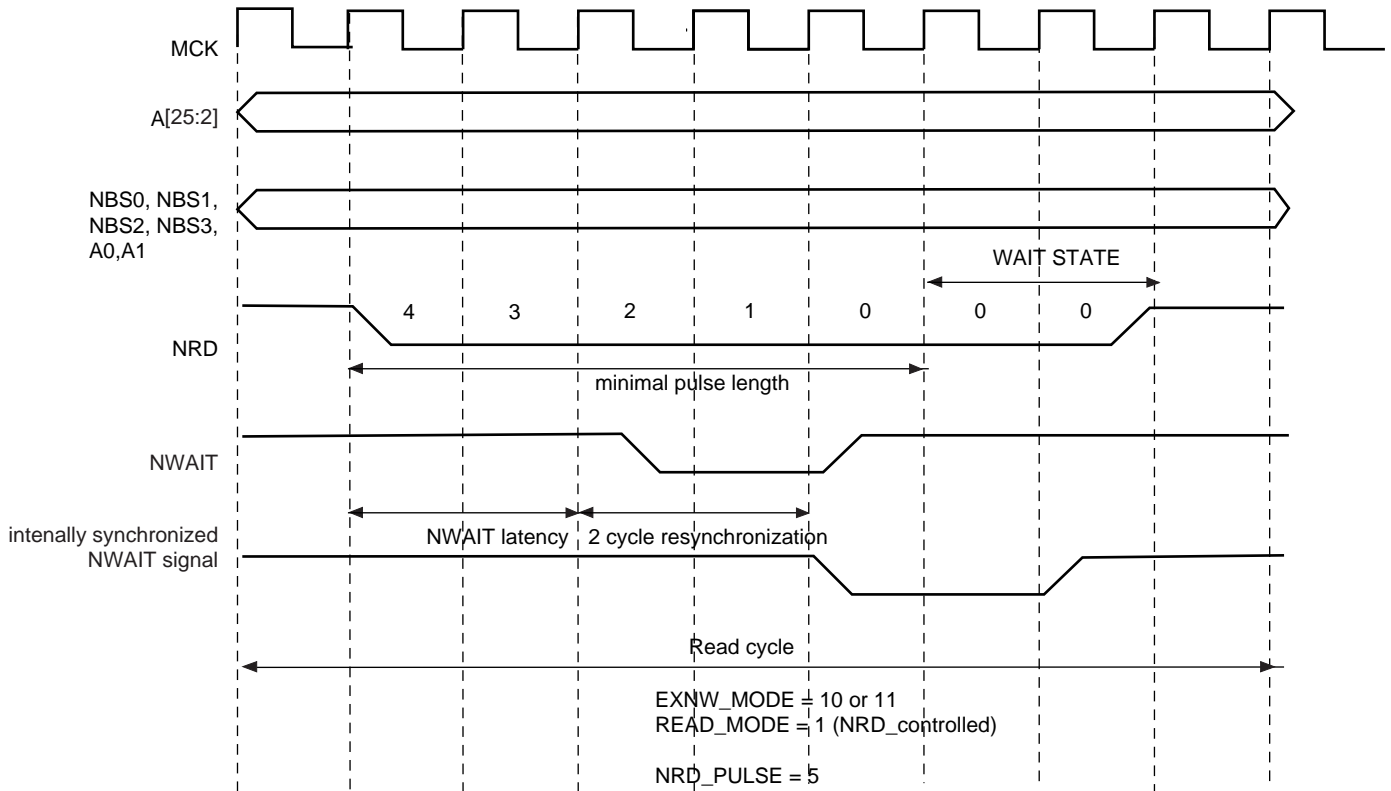 MCK
A[25:2]
NBS0, NBS1,
NBS2, NBS3,
A0,A1
WAIT STATE
4 3 2 1 0 0 0
NRD
minimal pulse length
NWAIT
intenally synchronized
NWAIT signal
NWAIT latency 2 cycle resynchronization
Read cycle
EXNW_MODE = 10 or 11
READ_MODE = 1 (NRD_controlled)
NRD_PULSE = 5